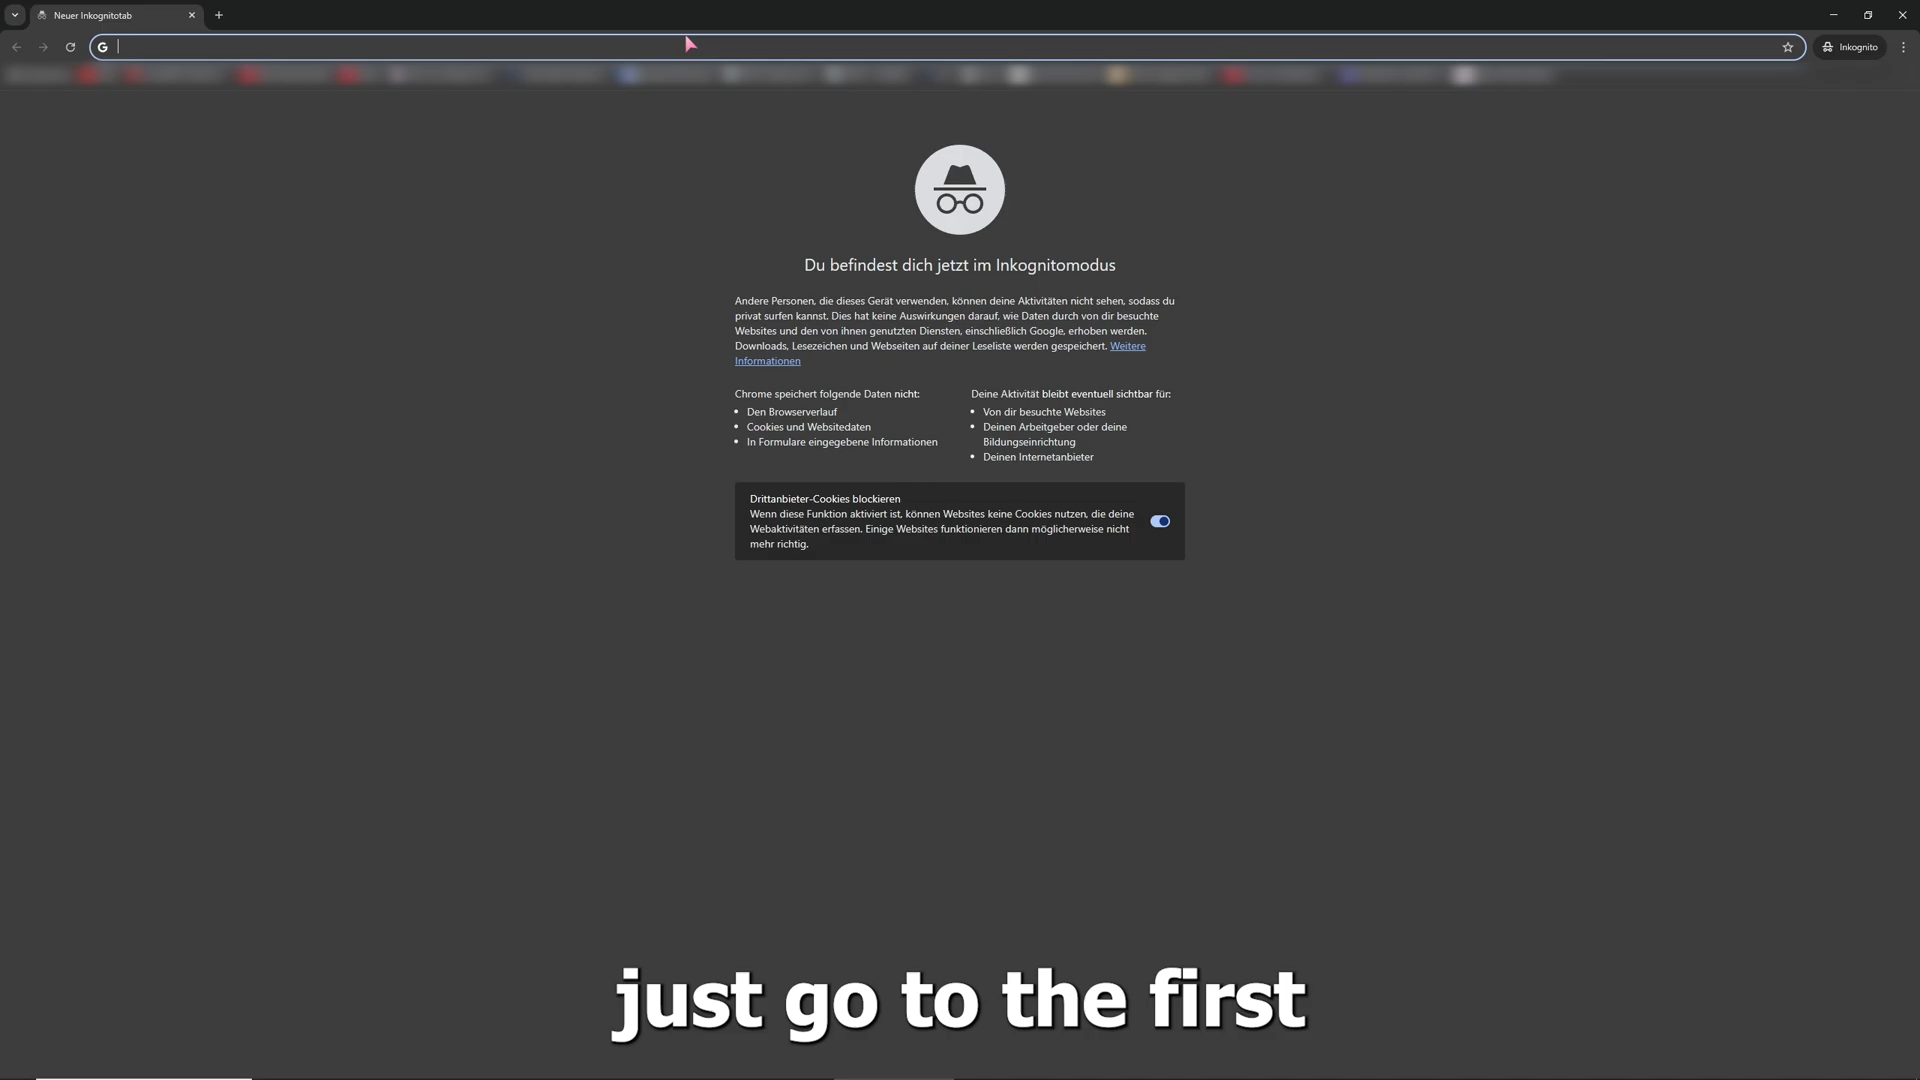 Neuer Inkognitotab
Inkognito
Du befindest dich jetzt im Inkognitomodus
Andere Personen, die dieses Gerät verwenden, können deine Aktivitäten nicht sehen, sodass du
privat surfen kannst. Dies hat keine Auswirkungen darauf, wie Daten durch von dir besuchte
Websites und den von ihnen genutzten Diensten, einschließlich Google, erhoben werden.
Downloads, Lesezeichen und Webseiten auf deiner Leseliste werden gespeichert. Weitere
Informationen
Chrome speichert folgende Daten nicht:
Den Browserverlauf
Cookies und Websitedaten
In Formulare eingegebene Informationen
Deine Aktivität bleibt eventuell sichtbar für:
Von dir besuchte Websites
Deinen Arbeitgeber oder deine
Bildungseinrichtung
Deinen Internetanbieter
Drittanbieter-Cookies blockieren
Wenn diese Funktion aktiviert ist, können Websites keine Cookies nutzen, die deine
Webaktivitäten erfassen. Einige Websites funktionieren dann möglicherweise nicht
mehr richtig.
just go to the first